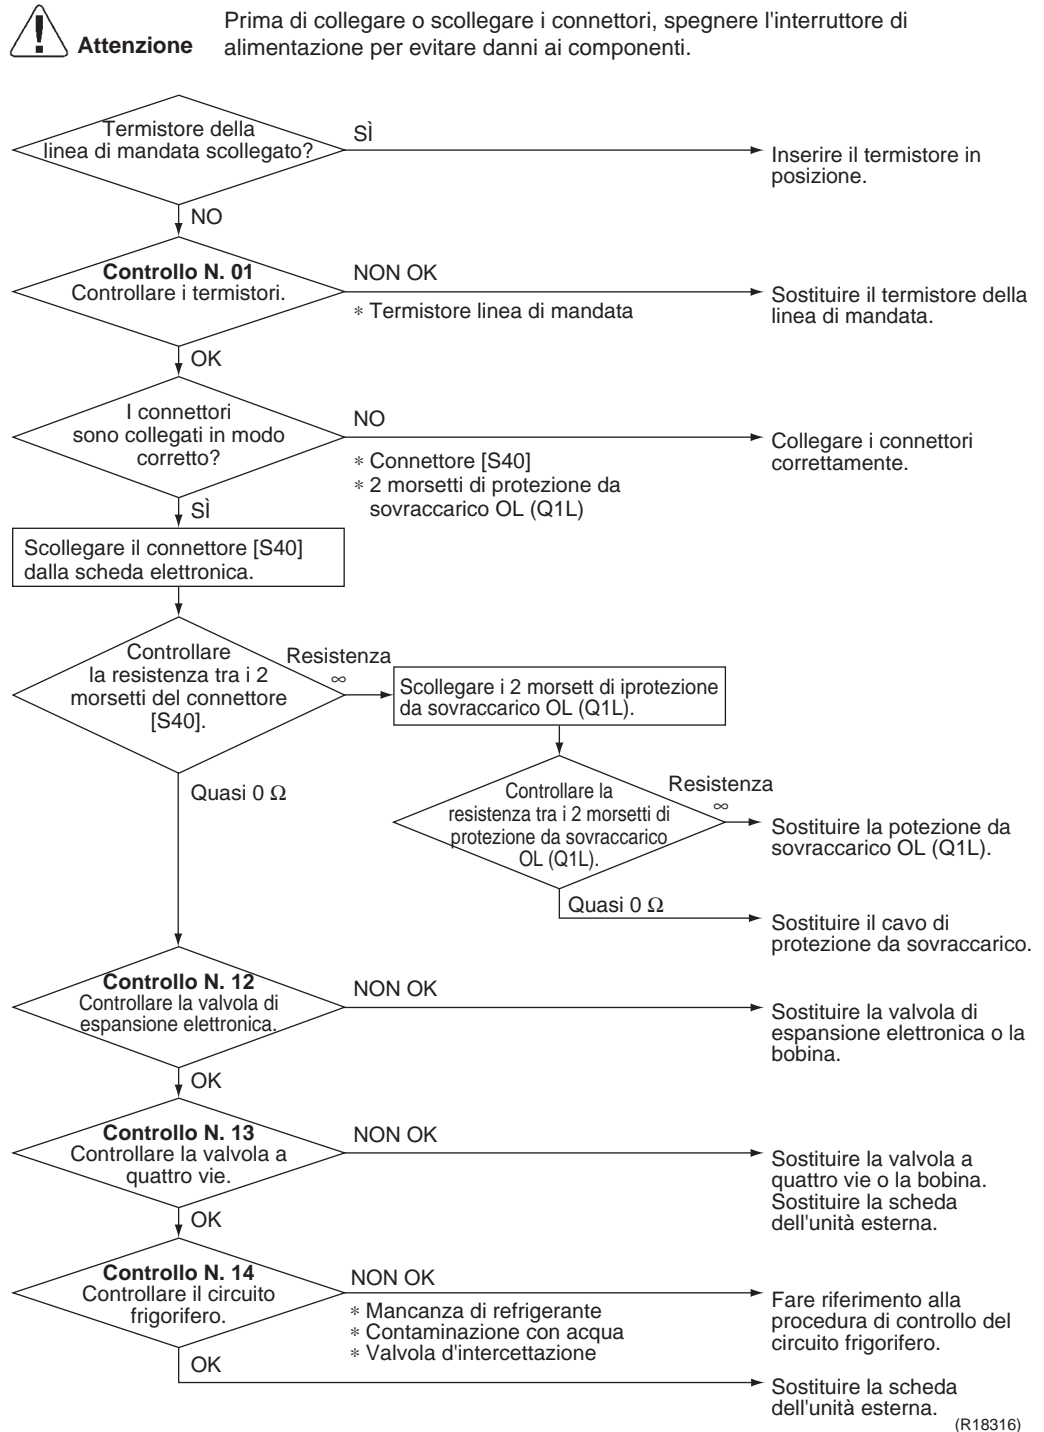 Prima di collegare o scollegare i connettori, spegnere l'interruttore di
Attenzione
alimentazione per evitare danni ai componenti.
Termistore della
linea di mandata scollegato?
SÌ
Inserire il termistore in
posizione.
NO
Controllo N. 01
Controllare i termistori.
NON OK
∗ Termistore linea di mandata
Sostituire il termistore della
linea di mandata.
OK
I connettori
sono collegati in modo
corretto?
NO
∗ Connettore [S40]
∗ 2 morsetti di protezione da
sovraccarico OL (Q1L)
Collegare i connettori
correttamente.
SÌ
Scollegare il connettore [S40]
dalla scheda elettronica.
Controllare
la resistenza tra i 2
morsetti del connettore
[S40].
Resistenza
∞
Scollegare i 2 morsett di iprotezione
da sovraccarico OL (Q1L).
Quasi 0 Ω
Controllare la
resistenza tra i 2 morsetti di
protezione da sovraccarico
OL (Q1L).
Resistenza
∞
Sostituire la potezione da
sovraccarico OL (Q1L).
Quasi 0 Ω
Sostituire il cavo di
protezione da sovraccarico.
Controllo N. 12
Controllare la valvola di
espansione elettronica.
NON OK
Sostituire la valvola di
espansione elettronica o la
bobina.
OK
Controllo N. 13
Controllare la valvola a
quattro vie.
NON OK
Sostituire la valvola a
quattro vie o la bobina.
Sostituire la scheda
dell'unità esterna.
OK
Controllo N. 14
Controllare il circuito
frigorifero.
NON OK
∗ Mancanza di refrigerante
∗ Contaminazione con acqua
∗ Valvola d'intercettazione
Fare riferimento alla
procedura di controllo del
circuito frigorifero.
OK
Sostituire la scheda
dell'unità esterna.
(R18316)